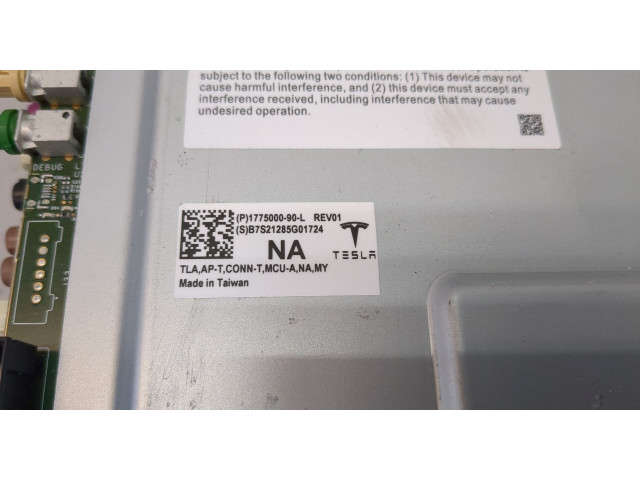 subject to the following two conditions: (1) This device may not
cause harmful interference, and (2) this device must accept any
interference received, including interference that may cause
undesired operation.
DEBUG
(P)1775000-90-L REV01
(S)B7S21285G01724
NA
TESLA
TLA,AP-T,CONN-T,MCU-A,NA,MY
Made in Taiwan